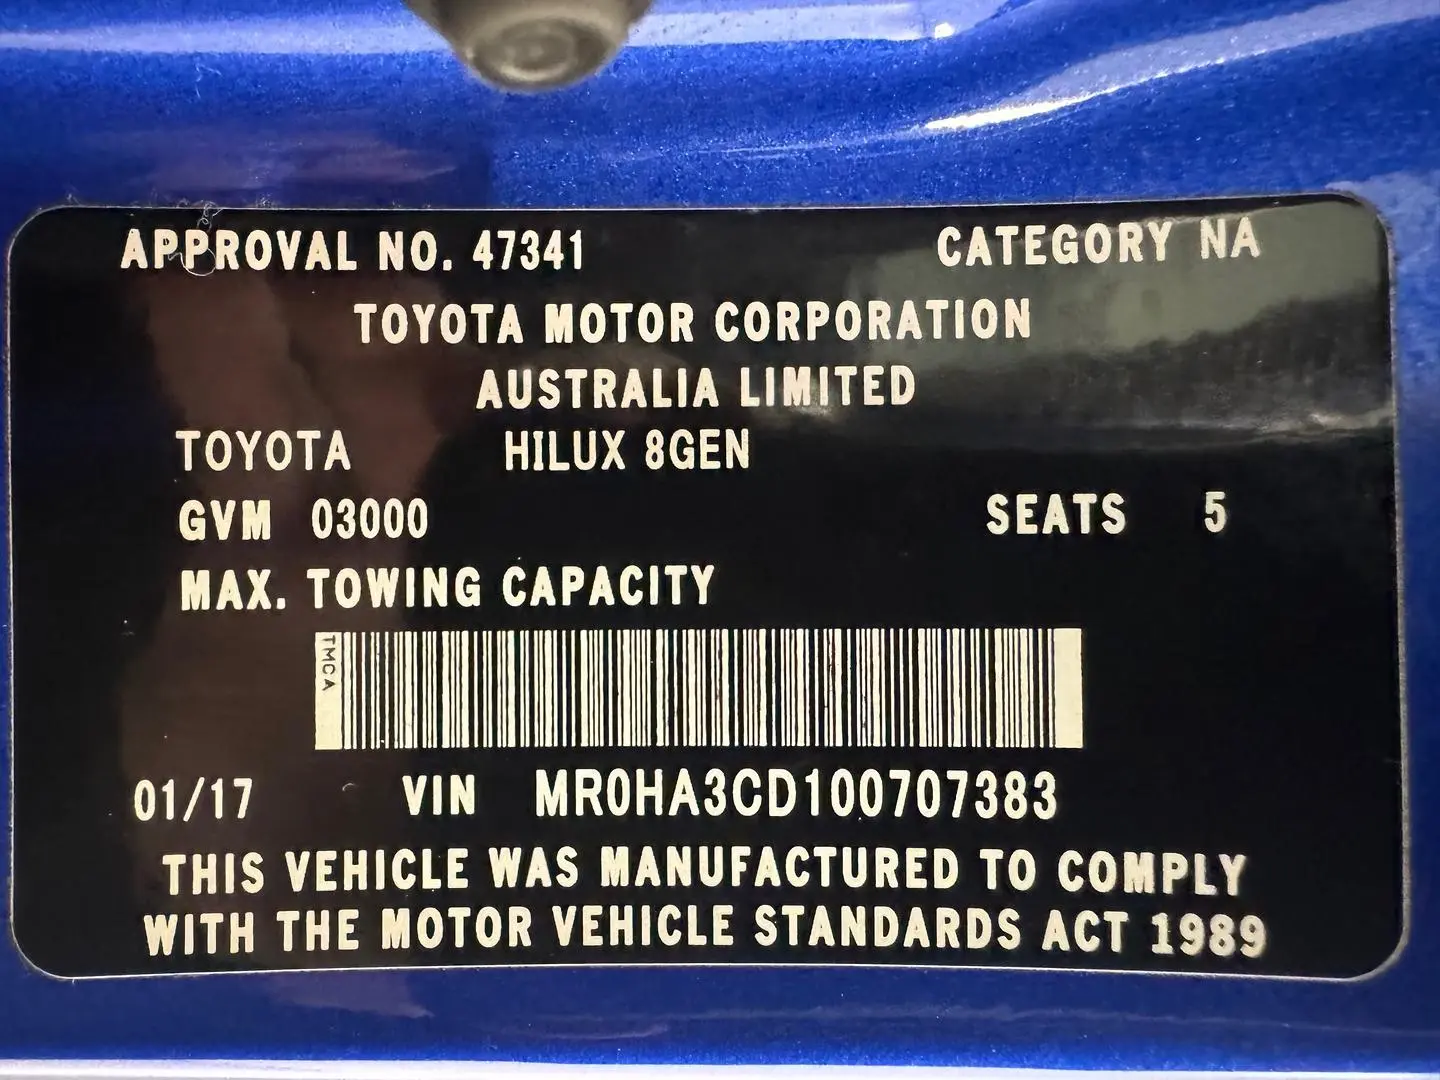 APPROVAL NO. 47341 CATEGORY NA
TOYOTA MOTOR CORPORATION
AUSTRALIA LIMITED
TOYOTA HILUX 8GEN
GVM 03000 SEATS 5
MAX. TOWING CAPACITY
TMCA
01/17 VIN MR0HA3CD100707383
THIS VEHICLE WAS MANUFACTURED TO COMPLY
WITH THE MOTOR VEHICLE STANDARDS ACT 1989